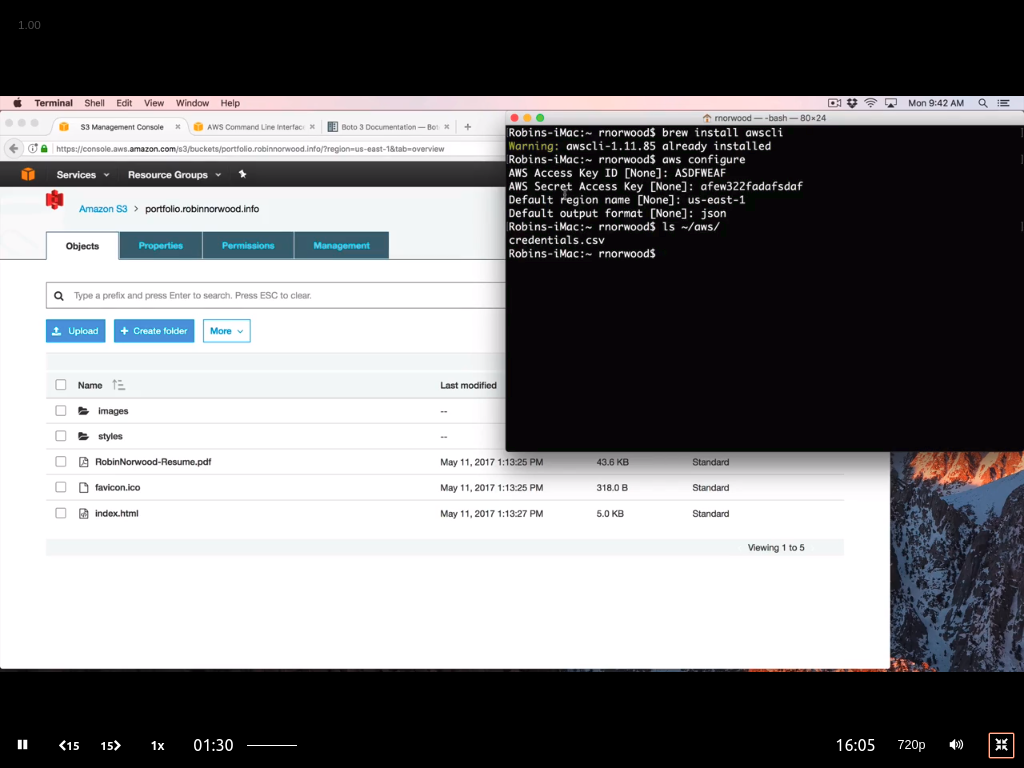 1.00
Terminal Shell Edit View Window Help
Mon 9:42 AM
S3 Management Console
AWS Command Line Interfac
Boto 3 Documentation — Bot
https://console.aws.amazon.com/s3/buckets/portfolio.robinnorwood.info/?region=us-east-1&tab=overview
Services
Resource Groups
Amazon S3 > portfolio.robinnorwood.info
Objects
Properties
Permissions
Management
Type a prefix and press Enter to search. Press ESC to clear.
Upload
+ Create folder
More
Name
Last modified
images --
styles --
RobinNorwood-Resume.pdf May 11, 2017 1:13:25 PM 43.6 KB Standard
favicon.ico May 11, 2017 1:13:25 PM 318.0 B Standard
index.html May 11, 2017 1:13:27 PM 5.0 KB Standard
Viewing 1 to 5
rnorwood — -bash — 80×24
Robins-iMac:~ rnorwood$ brew install awscli
Warning: awscli-1.11.85 already installed
Robins-iMac:~ rnorwood$ aws configure
AWS Access Key ID [None]: ASDFWEAF
AWS Secret Access Key [None]: afew322fadafsdaf
Default region name [None]: us-east-1
Default output format [None]: json
Robins-iMac:~ rnorwood$ ls ~/aws/
credentials.csv
Robins-iMac:~ rnorwood$
15
15
1x
01:30
16:05
720p